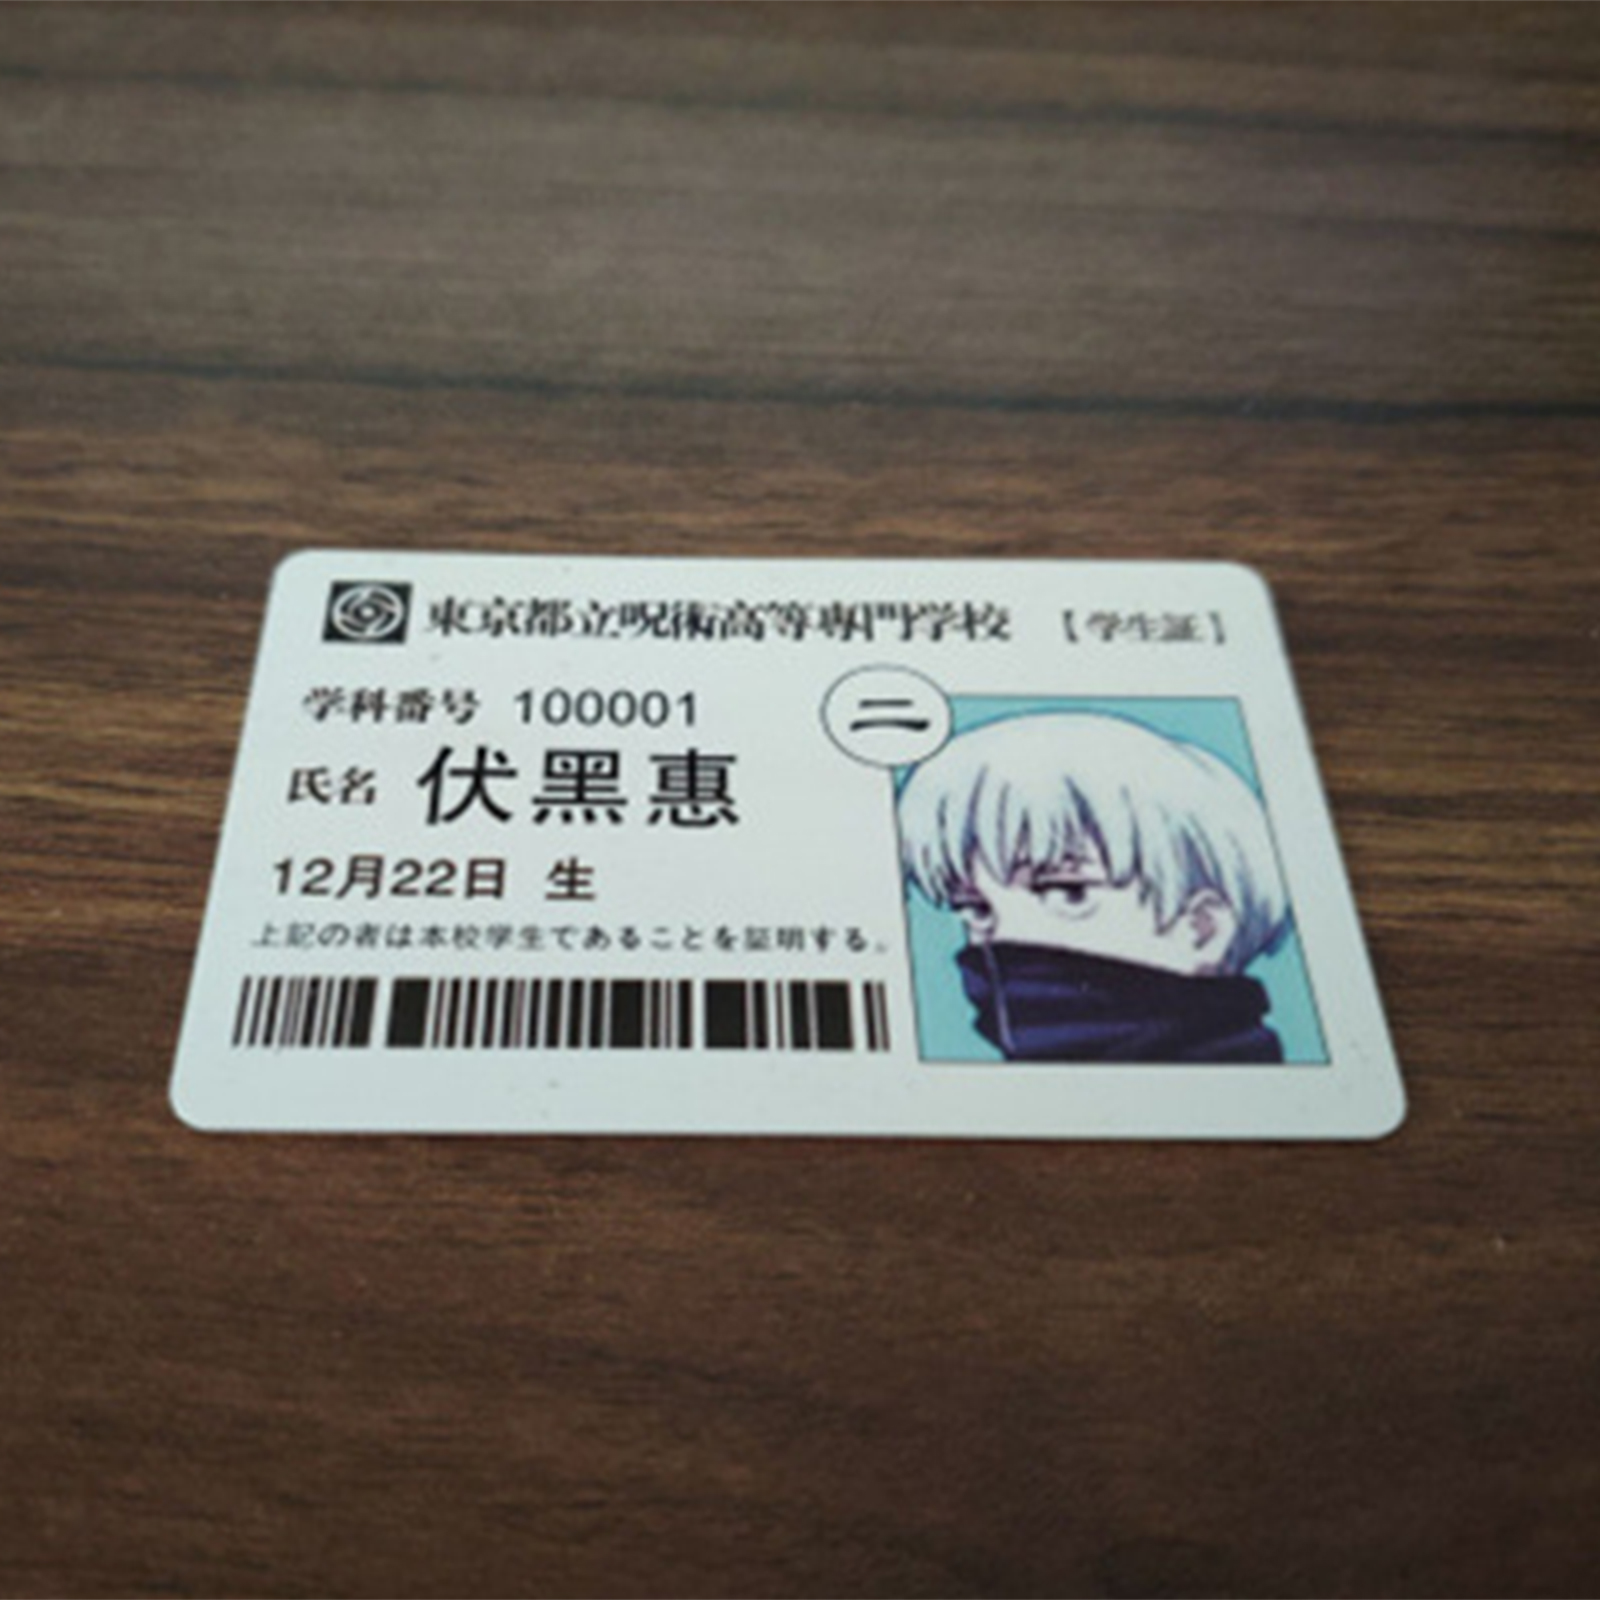 東京都立呪術高等専門学校 【学生証】
学科番号 100001
二
氏名 伏黑惠
12月22日 生
上記の者は本校学生であることを証明する。